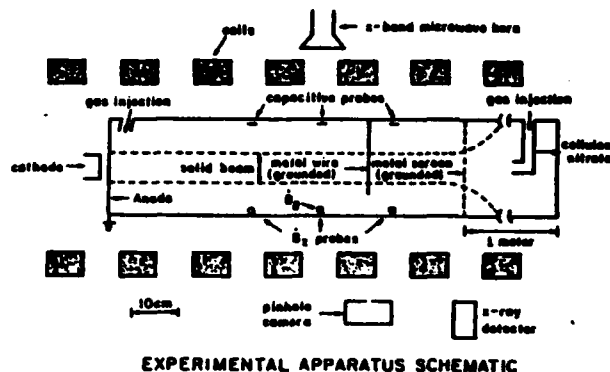 coils
x-band microwave horn
gas injection
capacitive probes
gas injection
cathode
solid beam
metal wire
(grounded)
metal screen
(grounded)
cellulose
nitrate
Anode
Ḃθ
Ḃz probes
1 meter
10cm
pinhole
camera
x-ray
detector
EXPERIMENTAL APPARATUS SCHEMATIC